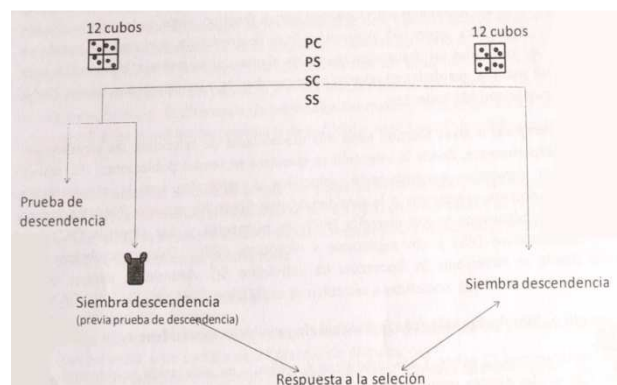 12 cubos
PC
PS
SC
SS
12 cubos
Prueba de
descendencia
Siembra descendencia
(previa prueba de descendencia)
Siembra descendencia
Respuesta a la seleción